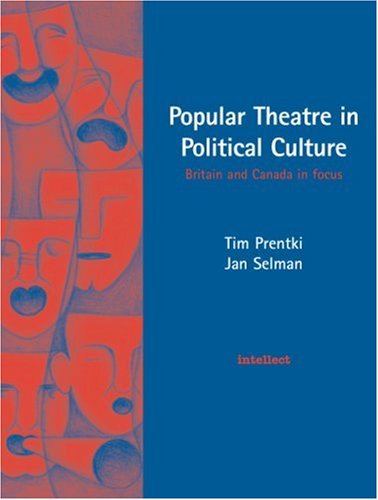 Popular Theatre in
Political Culture
Britain and Canada in focus
Tim Prentki
Jan Selman
intellect